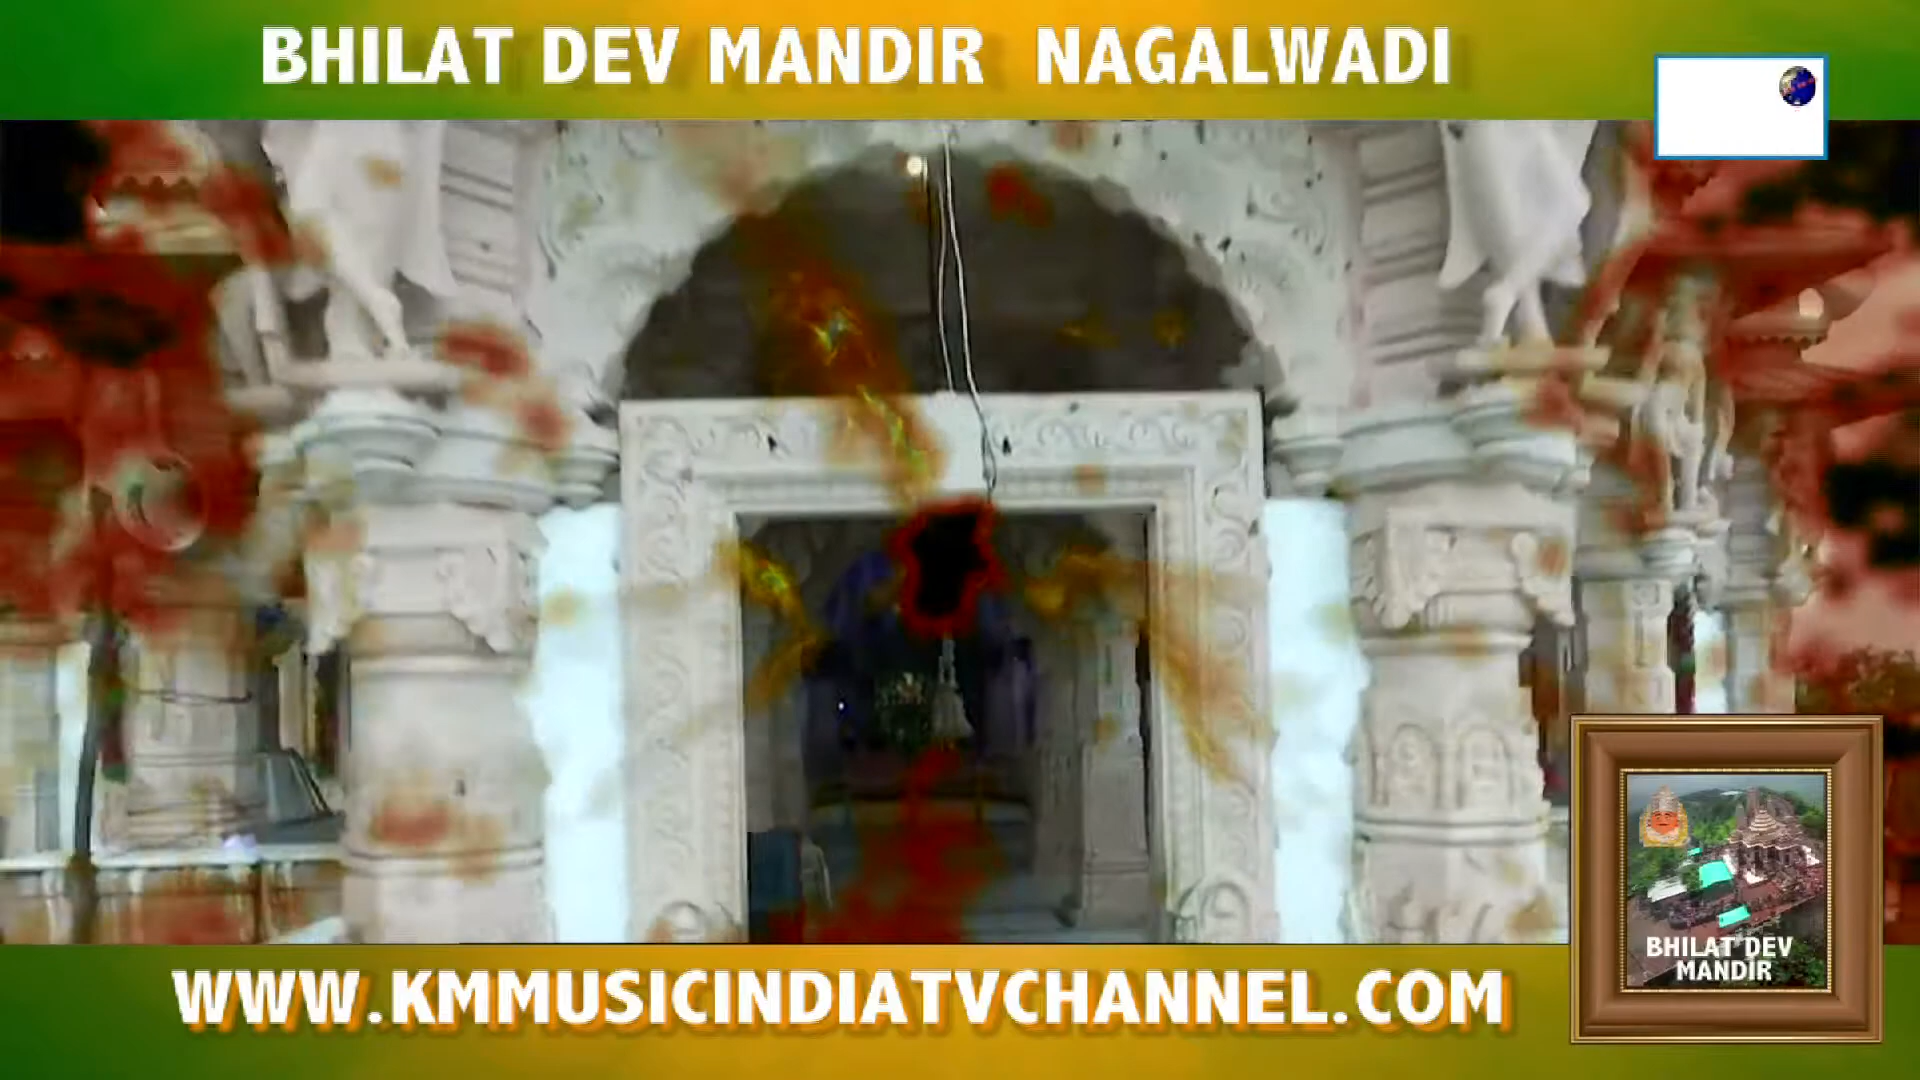 BHILAT DEV MANDIR NAGALWADI
BHILAT DEV
MANDIR
WWW.KMMUSICINDIATVCHANNEL.COM